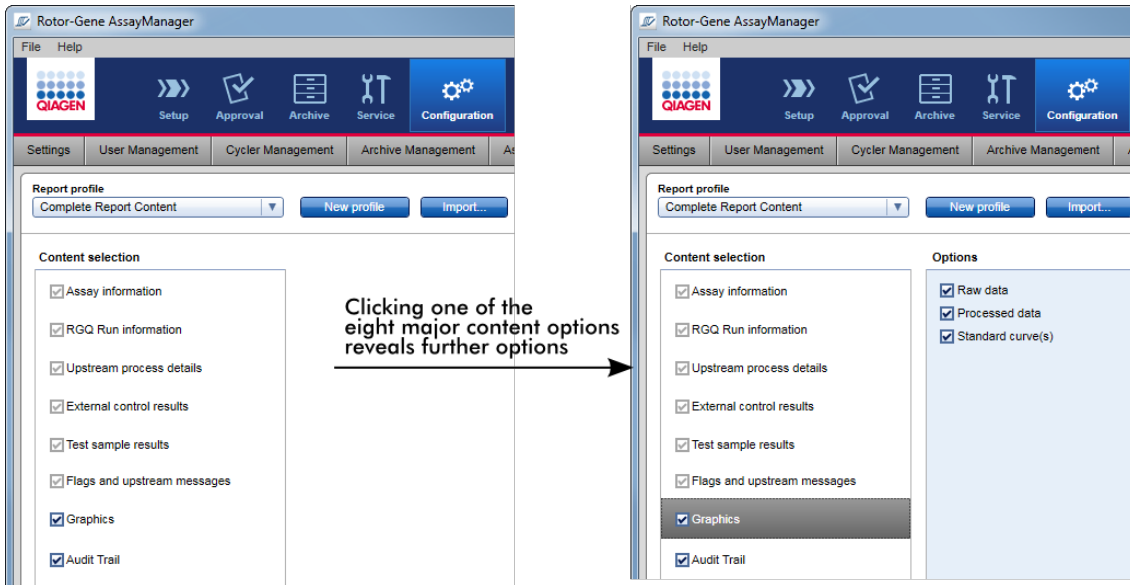 Rotor-Gene AssayManager
File Help
QIAGEN
Setup Approval Archive Service Configuration
Settings User Management Cycler Management Archive Management As
Report profile
Complete Report Content New profile Import...
Content selection
Assay information
RGQ Run information
Upstream process details
External control results
Test sample results
Flags and upstream messages
Graphics
Audit Trail
Clicking one of the
eight major content options
reveals further options
Rotor-Gene AssayManager
File Help
QIAGEN
Setup Approval Archive Service Configuration
Settings User Management Cycler Management Archive Management
Report profile
Complete Report Content New profile Import...
Content selection
Assay information
RGQ Run information
Upstream process details
External control results
Test sample results
Flags and upstream messages
Graphics
Audit Trail
Options
Raw data
Processed data
Standard curve(s)